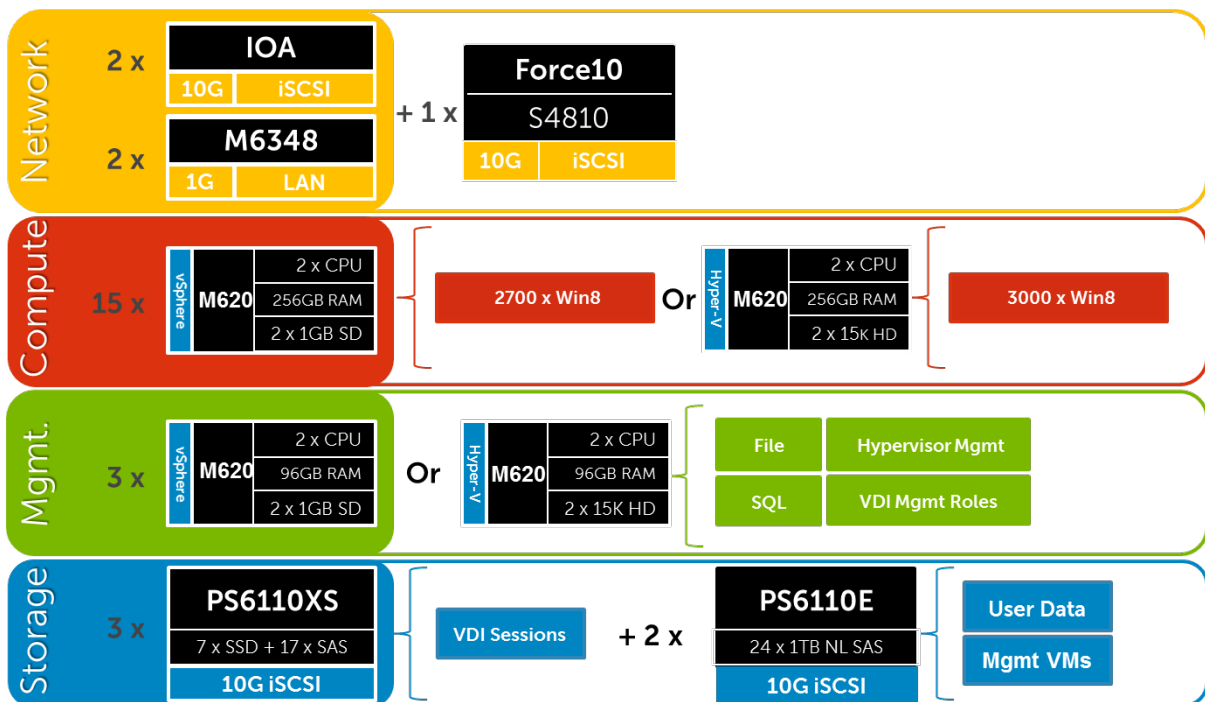 Network
2 x
IOA
10G iSCSI
2 x
M6348
1G LAN
+ 1 x
Force10
S4810
10G iSCSI
Compute
15 x
vSphere
M620
2 x CPU
256GB RAM
2 x 1GB SD
2700 x Win8
Or
Hyper-V
M620
2 x CPU
256GB RAM
2 x 15K HD
3000 x Win8
Mgmt.
3 x
vSphere
M620
2 x CPU
96GB RAM
2 x 1GB SD
Or
Hyper-V
M620
2 x CPU
96GB RAM
2 x 15K HD
File
Hypervisor Mgmt
SQL
VDI Mgmt Roles
Storage
3 x
PS6110XS
7 x SSD + 17 x SAS
10G iSCSI
VDI Sessions
+ 2 x
PS6110E
24 x 1TB NL SAS
10G iSCSI
User Data
Mgmt VMs